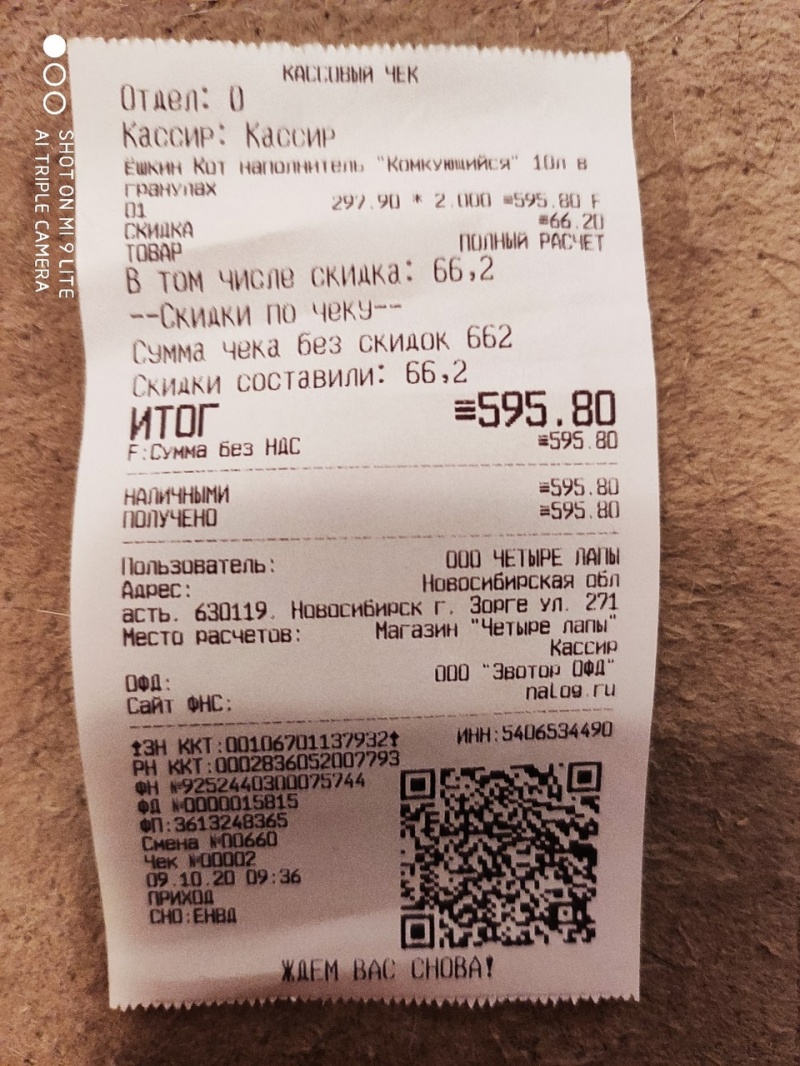 КАССОВЫЙ ЧЕК
Отдел: 0
Кассир: Кассир
Ёшкин Кот наполнитель "Комкующийся" 10л в
гранулах
01 297.90 * 2.000 ≡595.80 F
СКИДКА ≡66.20
ТОВАР ПОЛНЫЙ РАСЧЕТ
В том числе скидка: 66,2
--Скидки по чеку--
Сумма чека без скидок 662
Скидки составили: 66,2
ИТОГ ≡595.80
F:Сумма без НДС ≡595.80
НАЛИЧНЫМИ ≡595.80
ПОЛУЧЕНО ≡595.80
Пользователь: ООО ЧЕТЫРЕ ЛАПЫ
Адрес: Новосибирская обл
асть. 630119. Новосибирск г. Зорге ул. 271
Место расчетов: Магазин "Четыре лапы"
Кассир
ОФД: ООО "Эвотор ОФД"
Сайт ФНС: nalog.ru
↑ЗН ККТ:00106701137932↑ ИНН:5406534490
РН ККТ:0002836052007793
ФН №9252440300075744
ФД №0000015815
ФП:3613248365
Смена №00660
Чек №00002
09.10.20 09:36
ПРИХОД
СНО:ЕНВД
ЖДЕМ ВАС СНОВА!
SHOT ON MI 9 LITE
AI TRIPLE CAMERA